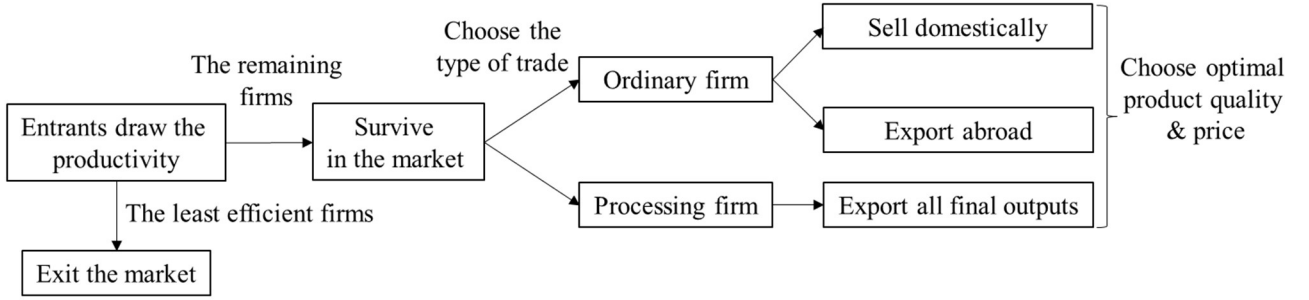 Entrants draw the
productivity
The remaining
firms
The least efficient firms
Exit the market
Survive
in the market
Choose the
type of trade
Ordinary firm
Processing firm
Sell domestically
Export abroad
Export all final outputs
Choose optimal
product quality
& price